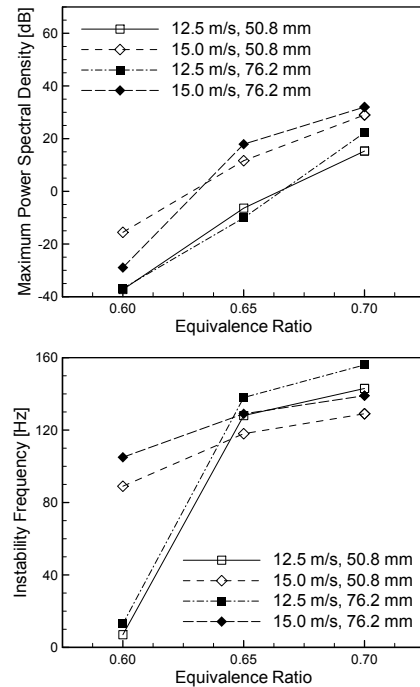 Maximum Power Spectral Density [dB]
60
40
20
0
-20
-40
12.5 m/s, 50.8 mm
15.0 m/s, 50.8 mm
12.5 m/s, 76.2 mm
15.0 m/s, 76.2 mm
0.60 0.65 0.70
Equivalence Ratio
Instability Frequency [Hz]
160
120
80
40
0
12.5 m/s, 50.8 mm
15.0 m/s, 50.8 mm
12.5 m/s, 76.2 mm
15.0 m/s, 76.2 mm
0.60 0.65 0.70
Equivalence Ratio